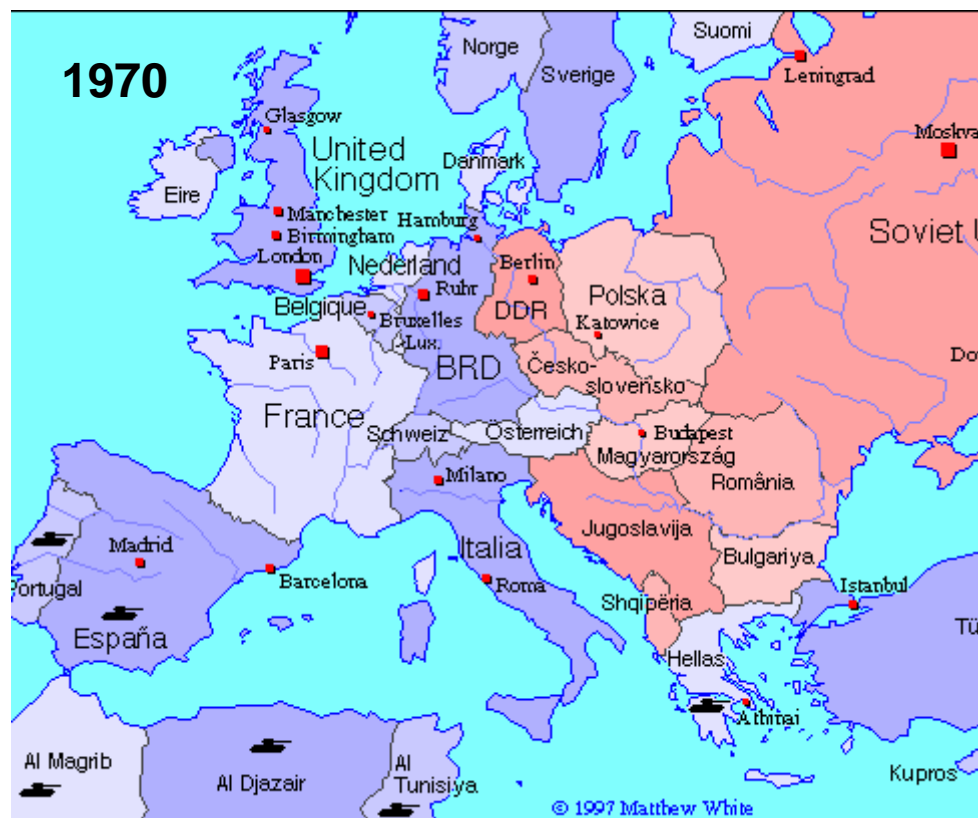 1970
Norge
Suomi
Sverige
Leningrad
Moskva
Glasgow
United
Kingdom
Danmark
Eire
Manchester
Hamburg
Birmingham
Soviet U
London
Nederland
Berlin
Ruhr
Polska
Belgique
DDR
Bruxelles
Katowice
Lux.
Paris
BRD
Česko-
slovensko
Do
France
Schweiz
Österreich
Budapest
Magyarország
Milano
România
Jugoslavija
Madrid
Italia
Bulgariya
Barcelona
Roma
Portugal
Istanbul
Shqipëria
España
Tü
Hellas
Athinai
Al Magrib
Al Djazair
Al
Tunisiya
Kupros
© 1997 Matthew White